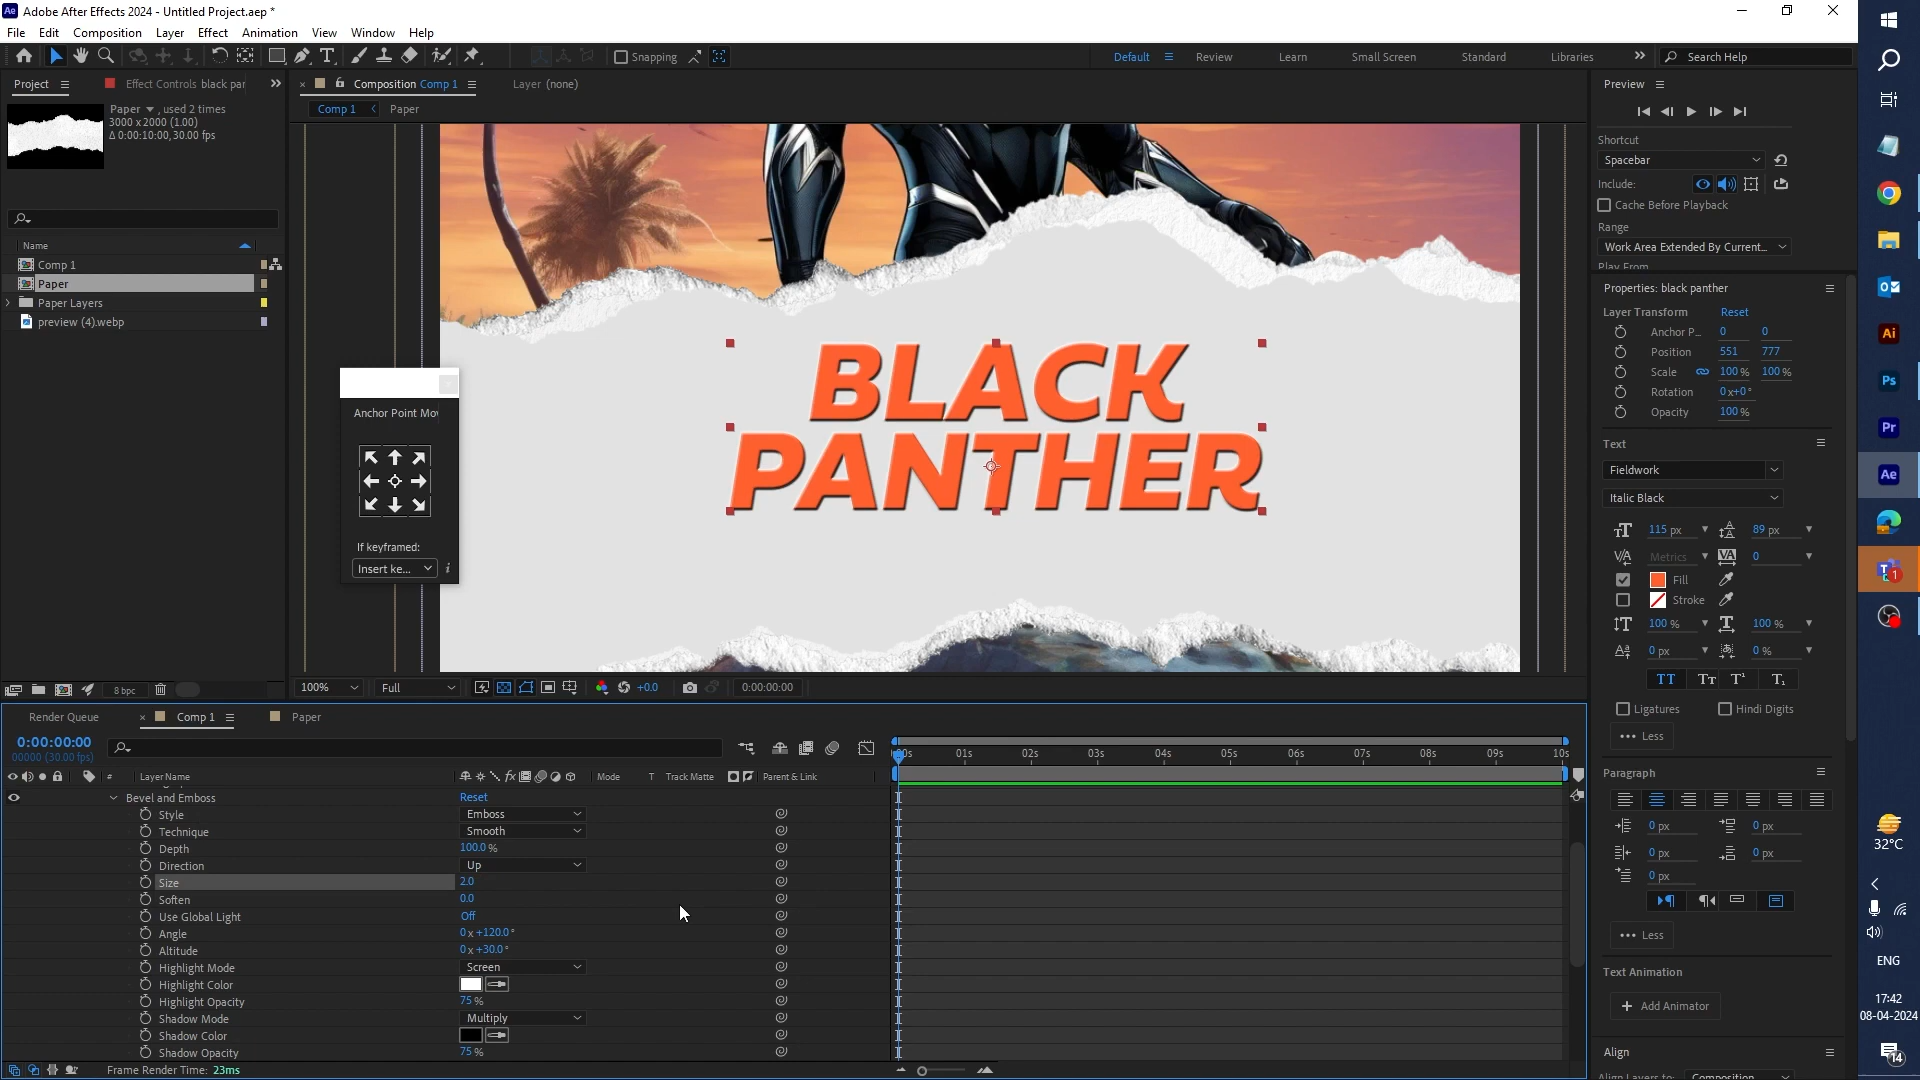 Adobe After Effects 2024 - Untitled Project.aep *
File Edit Composition Layer Effect Animation View Window Help
Snapping
Default Review Learn Small Screen Standard Libraries Search Help
Project Effect Controls black par
Paper , used 2 times
3000 x 2000 (1.00)
Δ 0:00:10:00, 30.00 fps
Name
Comp 1
Paper
Paper Layers
preview (4).webp
8 bpc
Composition Comp 1 Layer (none)
Comp 1 Paper
BLACK
PANTHER
Anchor Point Mov
If keyframed:
Insert ke...
100% Full +0.0 0:00:00:00
Preview
Shortcut
Spacebar
Include:
Cache Before Playback
Range
Work Area Extended By Current...
Play From
Properties: black panther
Layer Transform Reset
Anchor P... 0 0
Position 551 777
Scale 100 % 100 %
Rotation 0x+0°
Opacity 100 %
Text
Fieldwork
Italic Black
115 px 89 px
Metrics 0
Fill
Stroke
100 % 100 %
0 px 0 %
Ligatures Hindi Digits
Less
Paragraph
0 px 0 px
0 px 0 px
0 px
Less
Text Animation
Add Animator
Align
Align Layers to: Composition
Render Queue Comp 1 Paper
0:00:00:00
00000 (30.00 fps)
# Layer Name Mode T Track Matte Parent & Link
01s 02s 03s 04s 05s 06s 07s 08s 09s 10s
Bevel and Emboss Reset
Style Emboss
Technique Smooth
Depth 100.0 %
Direction Up
Size 2.0
Soften 0.0
Use Global Light Off
Angle 0 x +120.0 °
Altitude 0 x +30.0 °
Highlight Mode Screen
Highlight Color
Highlight Opacity 75 %
Shadow Mode Multiply
Shadow Color
Shadow Opacity 75 %
Frame Render Time: 23ms
Ai
Ps
Pr
Ae
1
32°C
ENG
17:42
08-04-2024
14